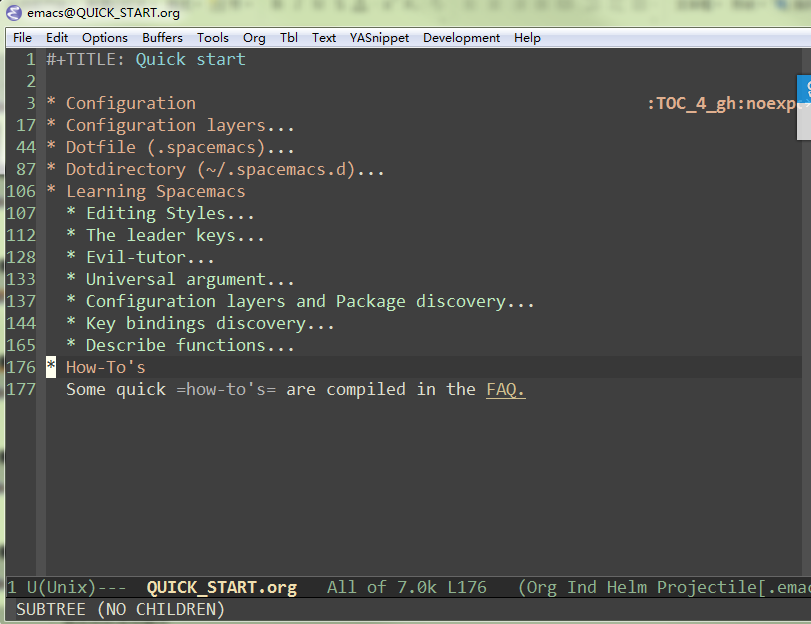 emacs@QUICK_START.org
File Edit Options Buffers Tools Org Tbl Text YASnippet Development Help
1 #+TITLE: Quick start
2
3 * Configuration :TOC_4_gh:noexp
17 * Configuration layers...
44 * Dotfile (.spacemacs)...
87 * Dotdirectory (~/.spacemacs.d)...
106 * Learning Spacemacs
107 * Editing Styles...
112 * The leader keys...
128 * Evil-tutor...
133 * Universal argument...
137 * Configuration layers and Package discovery...
144 * Key bindings discovery...
165 * Describe functions...
176 * How-To's
177 Some quick =how-to's= are compiled in the FAQ.
1 U(Unix)--- QUICK_START.org All of 7.0k L176 (Org Ind Helm Projectile[.emac
SUBTREE (NO CHILDREN)